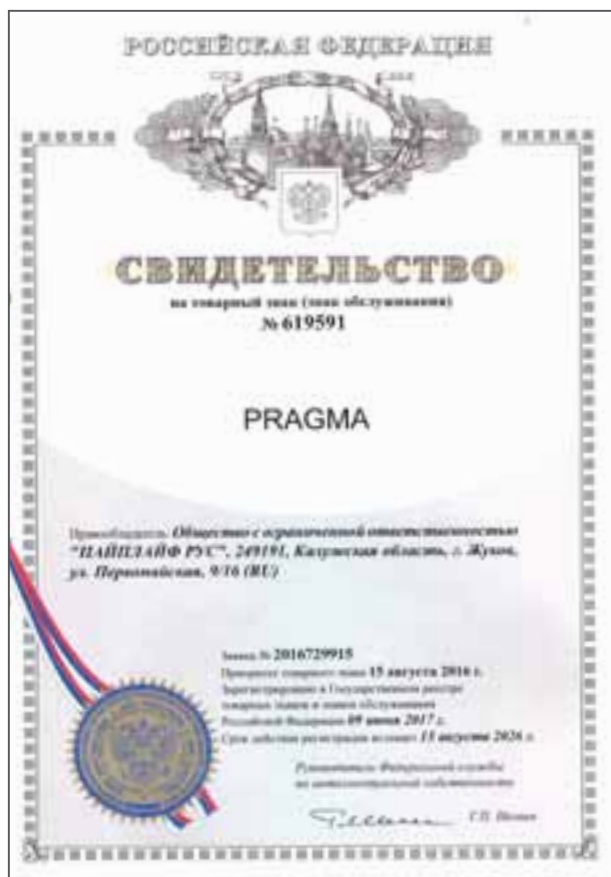 РОССИЙСКАЯ ФЕДЕРАЦИЯ
СВИДЕТЕЛЬСТВО
на товарный знак (знак обслуживания)
№ 619591
PRAGMA
Правообладатель: Общество с ограниченной ответственностью
"ПАЙПЛАЙФ РУС", 249191, Калужская область, г. Жуков,
ул. Первомайская, 9/16 (RU)
Заявка № 2016729915
Приоритет товарного знака 15 августа 2016 г.
Зарегистрировано в Государственном реестре
товарных знаков и знаков обслуживания
Российской Федерации 09 июня 2017 г.
Срок действия регистрации истекает 15 августа 2026 г.
Руководитель Федеральной службы
по интеллектуальной собственности
Г.П. Ивлиев